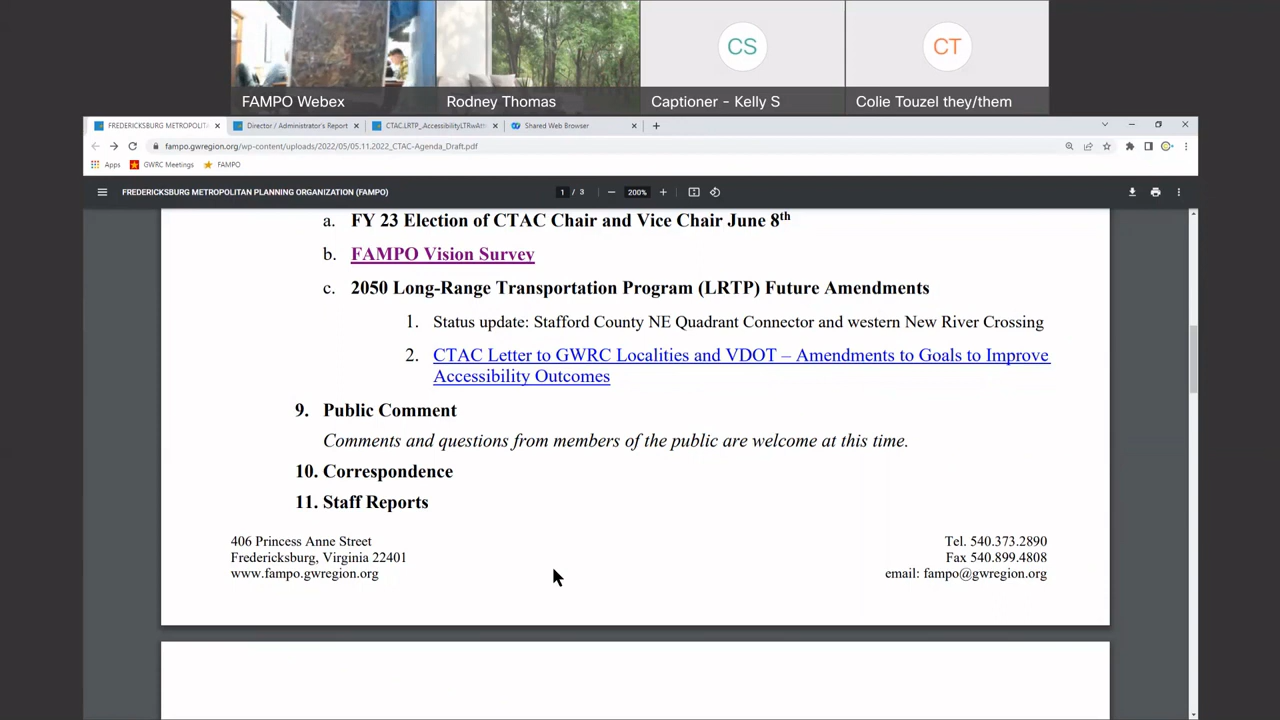 CS
CT
FAMPO Webex
Rodney Thomas
Captioner - Kelly S
Colie Touzel they/them
FREDERICKSBURG METROPOLITA
Director / Administrator's Report
CTAC.LRTP_.AccessibilityLTRwAtt
Shared Web Browser
fampo.gwregion.org/wp-content/uploads/2022/05/05.11.2022_CTAC-Agenda_Draft.pdf
Apps
GWRC Meetings
FAMPO
FREDERICKSBURG METROPOLITAN PLANNING ORGANIZATION (FAMPO)
1 / 3
200%
a. FY 23 Election of CTAC Chair and Vice Chair June 8th
b. FAMPO Vision Survey
c. 2050 Long-Range Transportation Program (LRTP) Future Amendments
1. Status update: Stafford County NE Quadrant Connector and western New River Crossing
2. CTAC Letter to GWRC Localities and VDOT – Amendments to Goals to Improve
Accessibility Outcomes
9. Public Comment
Comments and questions from members of the public are welcome at this time.
10. Correspondence
11. Staff Reports
406 Princess Anne Street
Fredericksburg, Virginia 22401
www.fampo.gwregion.org
Tel. 540.373.2890
Fax 540.899.4808
email: fampo@gwregion.org